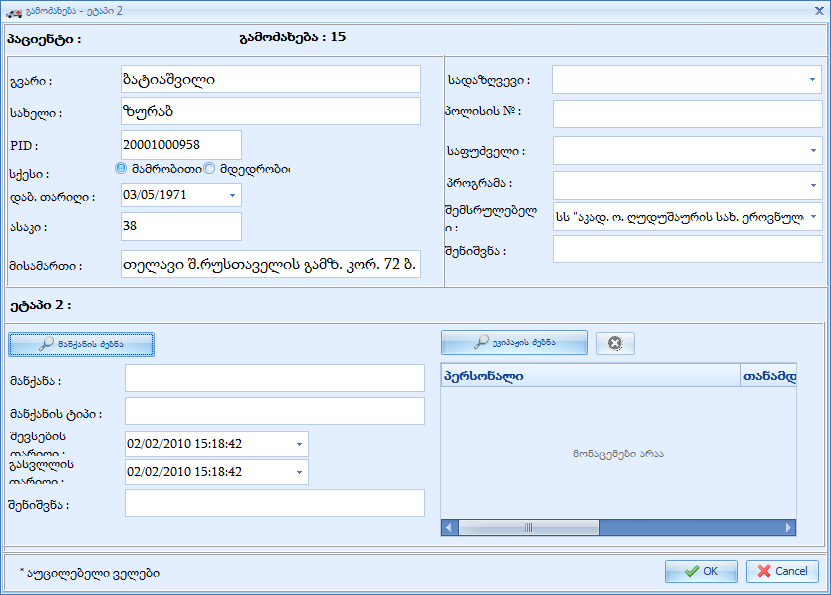 გამოძახება - ეტაპი 2
პაციენტი :
გამოძახება : 15
გვარი :
ბატიაშვილი
სახელი :
ზურაბ
PID :
20001000958
სქესი :
მამრობითი
მდედრობი
დაბ. თარიღი :
03/05/1971
ასაკი :
38
მისამართი :
თელავი შ.რუსთაველის გამზ. კორ. 72 ბ.
სადაზღვევი :
პოლისის № :
საფუძველი :
პროგრამა :
შემსრულებელ
ი :
სს "აკად. ო. ღუდუშაურის სახ. ეროვნულ
შენიშვნა :
ეტაპი 2 :
მანქანის ძებნა
მანქანა :
მანქანის ტიპი :
შევსების
თარიღი :
02/02/2010 15:18:42
გასვლლის
თარიღი :
02/02/2010 15:18:42
შენიშვნა :
ეკიპაჟის ძებნა
პერსონალი
თანამდ
მონაცემები არაა
* აუცილებელი ველები
OK
Cancel